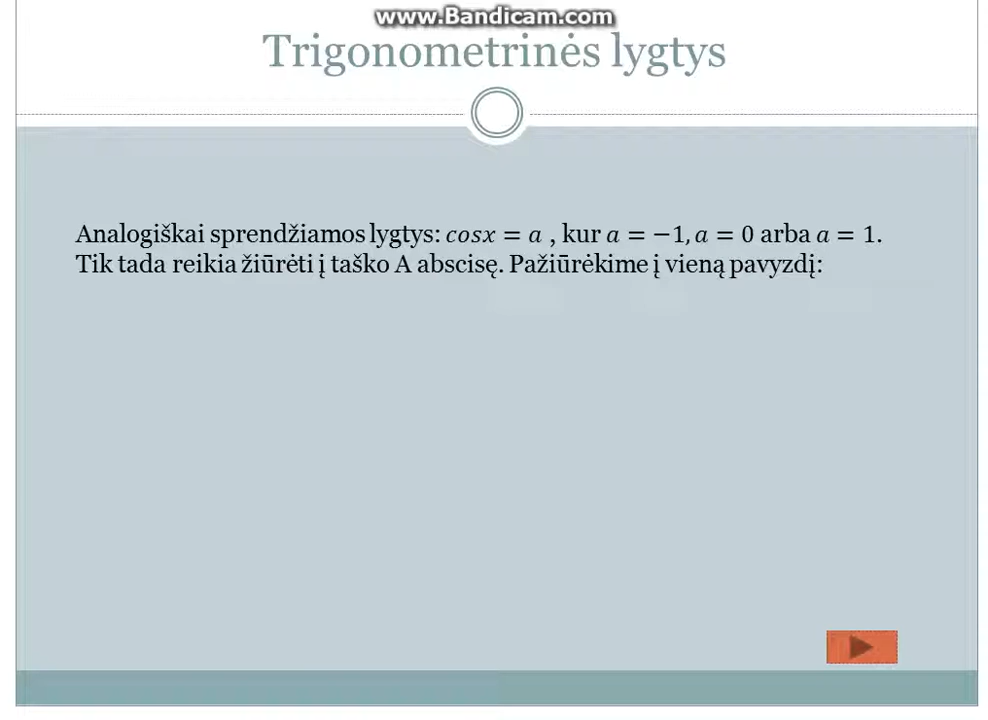 www.Bandicam.com
Trigonometrinės lygtys
Analogiškai sprendžiamos lygtys: cosx = a , kur a = −1, a = 0 arba a = 1.
Tik tada reikia žiūrėti į taško A abscisę. Pažiūrėkime į vieną pavyzdį: